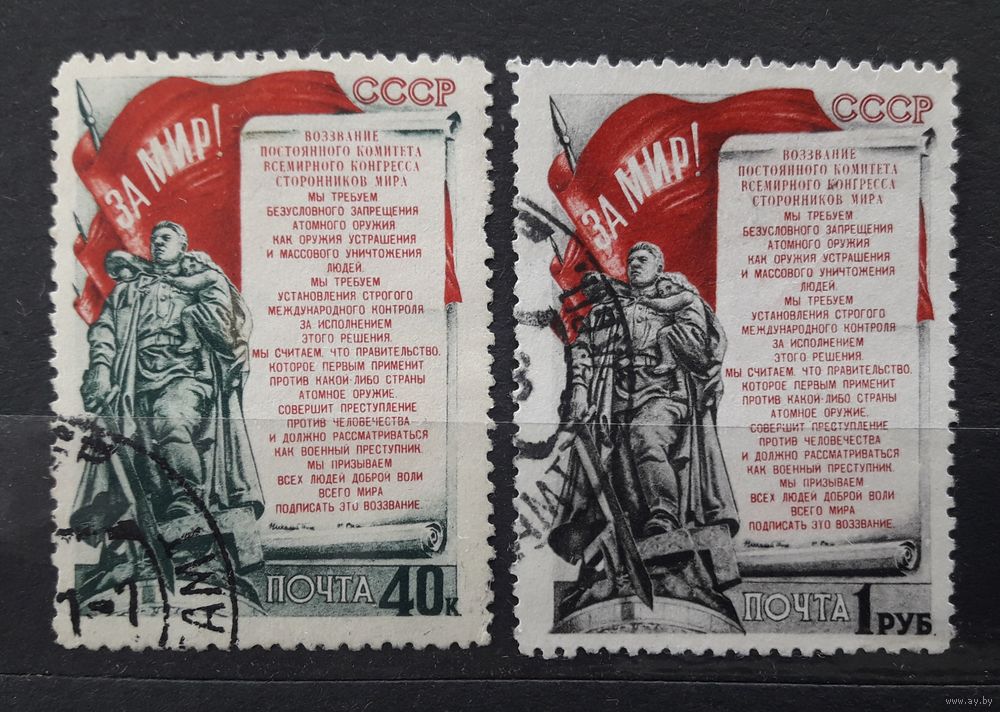 СССР
ЗА МИР!
ВОЗЗВАНИЕ
ПОСТОЯННОГО КОМИТЕТА
ВСЕМИРНОГО КОНГРЕССА
СТОРОННИКОВ МИРА
МЫ ТРЕБУЕМ
БЕЗУСЛОВНОГО ЗАПРЕЩЕНИЯ
АТОМНОГО ОРУЖИЯ
КАК ОРУЖИЯ УСТРАШЕНИЯ
И МАССОВОГО УНИЧТОЖЕНИЯ
ЛЮДЕЙ.
МЫ ТРЕБУЕМ
УСТАНОВЛЕНИЯ СТРОГОГО
МЕЖДУНАРОДНОГО КОНТРОЛЯ
ЗА ИСПОЛНЕНИЕМ
ЭТОГО РЕШЕНИЯ.
МЫ СЧИТАЕМ, ЧТО ПРАВИТЕЛЬСТВО,
КОТОРОЕ ПЕРВЫМ ПРИМЕНИТ
ПРОТИВ КАКОЙ-ЛИБО СТРАНЫ
АТОМНОЕ ОРУЖИЕ,
СОВЕРШИТ ПРЕСТУПЛЕНИЕ
ПРОТИВ ЧЕЛОВЕЧЕСТВА
И ДОЛЖНО РАССМАТРИВАТЬСЯ
КАК ВОЕННЫЙ ПРЕСТУПНИК.
МЫ ПРИЗЫВАЕМ
ВСЕХ ЛЮДЕЙ ДОБРОЙ ВОЛИ
ВСЕГО МИРА
ПОДПИСАТЬ ЭТО ВОЗЗВАНИЕ.
ПОЧТА 40К
СССР
ЗА МИР!
ВОЗЗВАНИЕ
ПОСТОЯННОГО КОМИТЕТА
ВСЕМИРНОГО КОНГРЕССА
СТОРОННИКОВ МИРА
МЫ ТРЕБУЕМ
БЕЗУСЛОВНОГО ЗАПРЕЩЕНИЯ
АТОМНОГО ОРУЖИЯ
КАК ОРУЖИЯ УСТРАШЕНИЯ
И МАССОВОГО УНИЧТОЖЕНИЯ
ЛЮДЕЙ.
МЫ ТРЕБУЕМ
УСТАНОВЛЕНИЯ СТРОГОГО
МЕЖДУНАРОДНОГО КОНТРОЛЯ
ЗА ИСПОЛНЕНИЕМ
ЭТОГО РЕШЕНИЯ.
МЫ СЧИТАЕМ, ЧТО ПРАВИТЕЛЬСТВО,
КОТОРОЕ ПЕРВЫМ ПРИМЕНИТ
ПРОТИВ КАКОЙ-ЛИБО СТРАНЫ
АТОМНОЕ ОРУЖИЕ,
СОВЕРШИТ ПРЕСТУПЛЕНИЕ
ПРОТИВ ЧЕЛОВЕЧЕСТВА
И ДОЛЖНО РАССМАТРИВАТЬСЯ
КАК ВОЕННЫЙ ПРЕСТУПНИК.
МЫ ПРИЗЫВАЕМ
ВСЕХ ЛЮДЕЙ ДОБРОЙ ВОЛИ
ВСЕГО МИРА
ПОДПИСАТЬ ЭТО ВОЗЗВАНИЕ.
ПОЧТА 1 РУБ.
www.ay.by